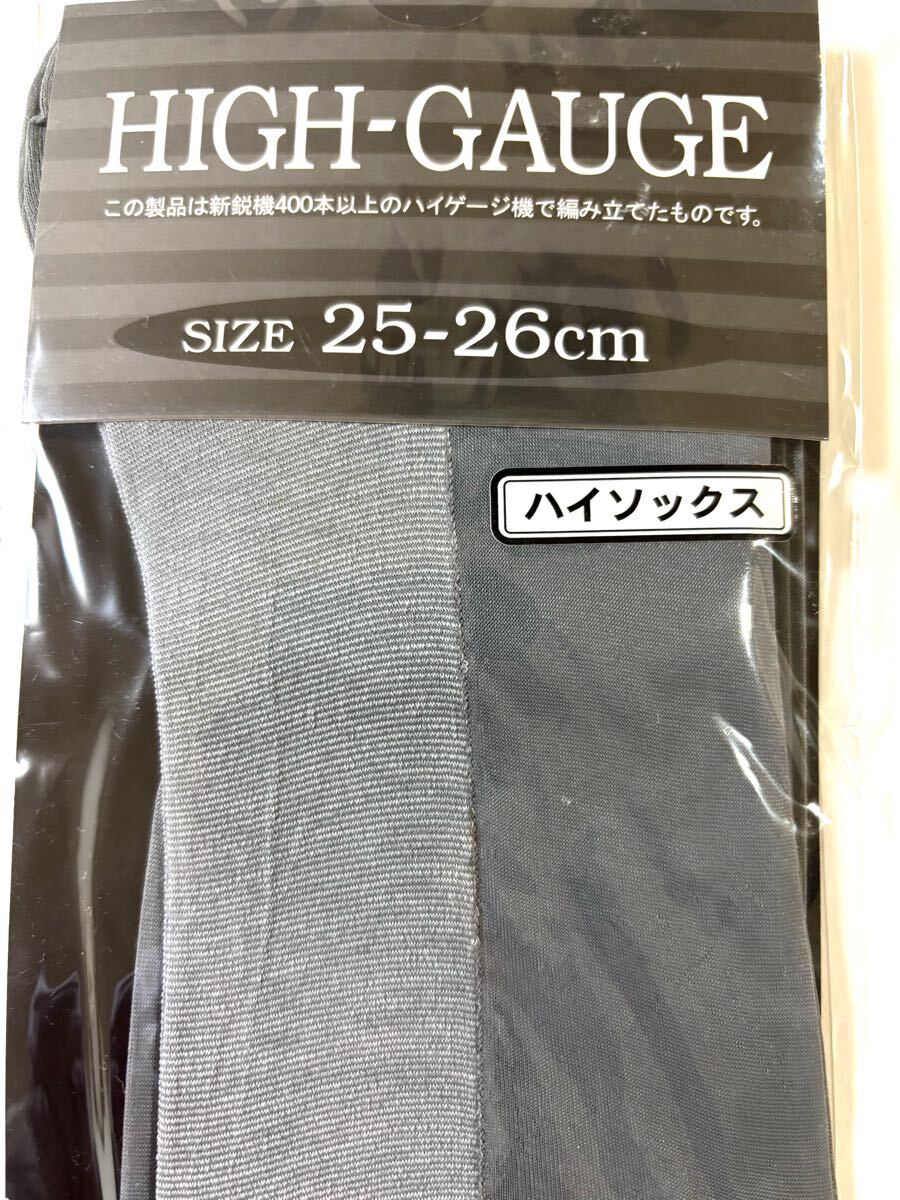 HIGH-GAUGE
この製品は新鋭機400本以上のハイゲージ機で編み立てたものです。
SIZE 25-26cm
ハイソックス